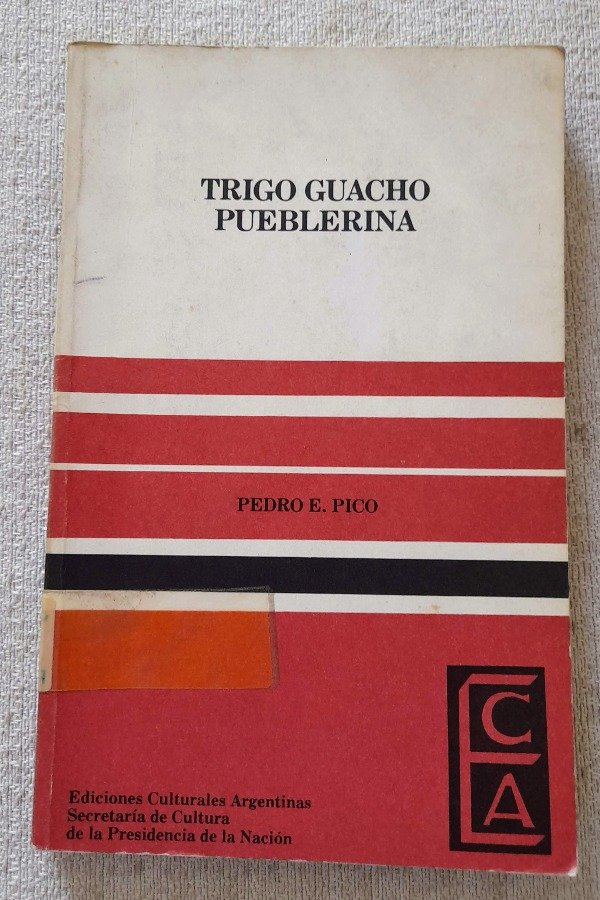 TRIGO GUACHO
PUEBLERINA
PEDRO E. PICO
ECA
Ediciones Culturales Argentinas
Secretaría de Cultura
de la Presidencia de la Nación